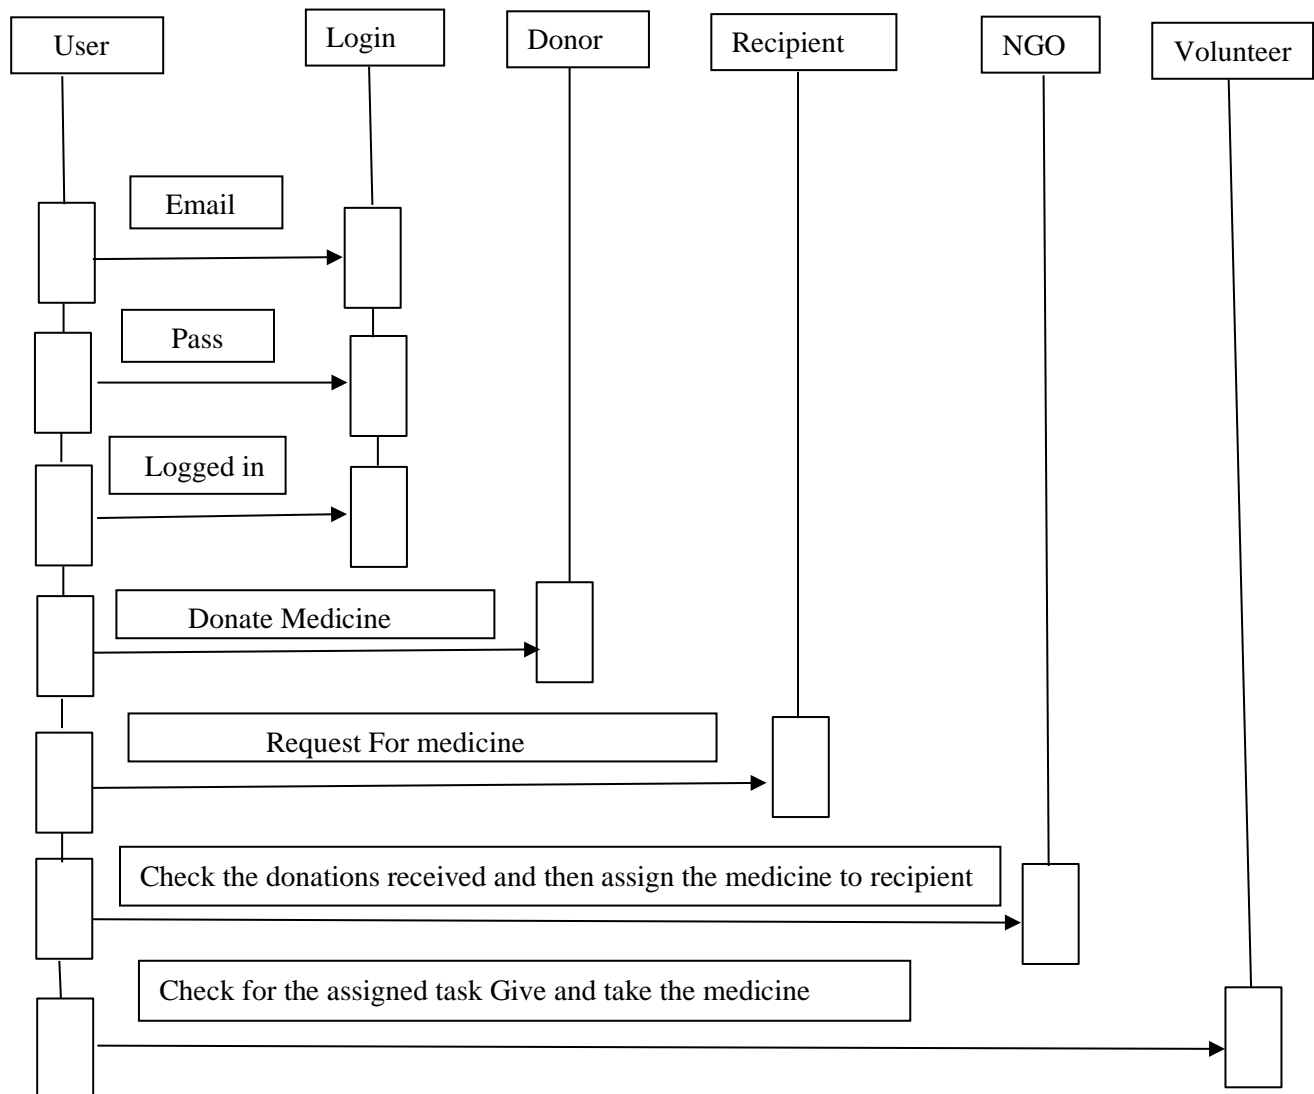 User
Login
Donor
Recipient
NGO
Volunteer
Email
Pass
Logged in
Donate Medicine
Request For medicine
Check the donations received and then assign the medicine to recipient
Check for the assigned task Give and take the medicine